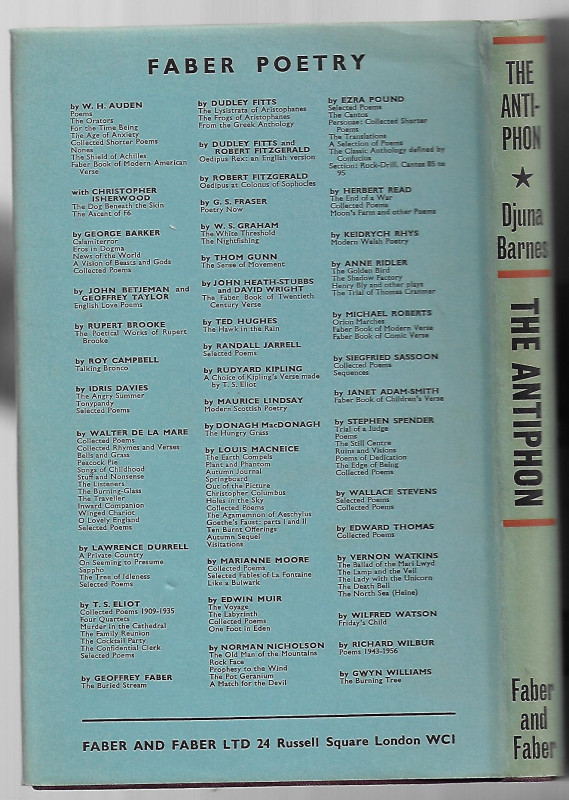 FABER POETRY
by W. H. AUDEN
Poems
The Orators
For the Time Being
The Age of Anxiety
Collected Shorter Poems
Nones
The Shield of Achilles
Faber Book of Modern American
Verse
with CHRISTOPHER
ISHERWOOD
The Dog Beneath the Skin
The Ascent of F6
by GEORGE BARKER
Calamiterror
Eros in Dogma
News of the World
A Vision of Beasts and Gods
Collected Poems
by JOHN BETJEMAN and
GEOFFREY TAYLOR
English Love Poems
by RUPERT BROOKE
The Poetical Works of Rupert
Brooke
by ROY CAMPBELL
Talking Bronco
by IDRIS DAVIES
The Angry Summer
Tonypandy
Selected Poems
by WALTER DE LA MARE
Collected Poems
Collected Rhymes and Verses
Bells and Grass
Peacock Pie
Songs of Childhood
Stuff and Nonsense
The Listeners
The Burning-Glass
The Traveller
Inward Companion
Winged Chariot
O Lovely England
Selected Poems
by LAWRENCE DURRELL
A Private Country
On Seeming to Presume
Sappho
The Tree of Idleness
Selected Poems
by T. S. ELIOT
Collected Poems 1909-1935
Four Quartets
Murder in the Cathedral
The Family Reunion
The Cocktail Party
The Confidential Clerk
Selected Poems
by GEOFFREY FABER
The Buried Stream
by DUDLEY FITTS
The Lysistrata of Aristophanes
The Frogs of Aristophanes
From the Greek Anthology
by DUDLEY FITTS and
ROBERT FITZGERALD
Oedipus Rex: an English version
by ROBERT FITZGERALD
Oedipus at Colonus of Sophocles
by G. S. FRASER
Poetry Now
by W. S. GRAHAM
The White Threshold
The Nightfishing
by THOM GUNN
The Sense of Movement
by JOHN HEATH-STUBBS
and DAVID WRIGHT
The Faber Book of Twentieth
Century Verse
by TED HUGHES
The Hawk in the Rain
by RANDALL JARRELL
Selected Poems
by RUDYARD KIPLING
A Choice of Kipling's Verse made
by T. S. Eliot
by MAURICE LINDSAY
Modern Scottish Poetry
by DONAGH MacDONAGH
The Hungry Grass
by LOUIS MACNEICE
The Earth Compels
Plant and Phantom
Autumn Journal
Springboard
Out of the Picture
Christopher Columbus
Holes in the Sky
Collected Poems
The Agamemnon of Aeschylus
Goethe's Faust: parts I and II
Ten Burnt Offerings
Autumn Sequel
Visitations
by MARIANNE MOORE
Collected Poems
Selected Fables of La Fontaine
Like a Bulwark
by EDWIN MUIR
The Voyage
The Labyrinth
Collected Poems
One Foot in Eden
by NORMAN NICHOLSON
The Old Man of the Mountains
Rock Face
Prophesy to the Wind
The Pot Geranium
A Match for the Devil
by EZRA POUND
Selected Poems
The Cantos
Personae: Collected Shorter
Poems
The Translations
A Selection of Poems
The Classic Anthology defined by
Confucius
Section: Rock-Drill, Cantos 85 to
95
by HERBERT READ
The End of a War
Collected Poems
Moon's Farm and other Poems
by KEIDRYCH RHYS
Modern Welsh Poetry
by ANNE RIDLER
The Golden Bird
The Shadow Factory
Henry Bly and other plays
The Trial of Thomas Cranmer
by MICHAEL ROBERTS
Orion Marches
Faber Book of Modern Verse
Faber Book of Comic Verse
by SIEGFRIED SASSOON
Collected Poems
Sequences
by JANET ADAM-SMITH
Faber Book of Children's Verse
by STEPHEN SPENDER
Trial of a Judge
Poems
The Still Centre
Ruins and Visions
Poems of Dedication
The Edge of Being
Collected Poems
by WALLACE STEVENS
Selected Poems
Collected Poems
by EDWARD THOMAS
Collected Poems
by VERNON WATKINS
The Ballad of the Mari Lwyd
The Lamp and the Veil
The Lady with the Unicorn
The Death Bell
The North Sea (Heine)
by WILFRED WATSON
Friday's Child
by RICHARD WILBUR
Poems 1943-1956
by GWYN WILLIAMS
The Burning Tree
FABER AND FABER LTD 24 Russell Square London WC1
THE
ANTI-
PHON
★
Djuna
Barnes
THE ANTIPHON
Faber
and
Faber